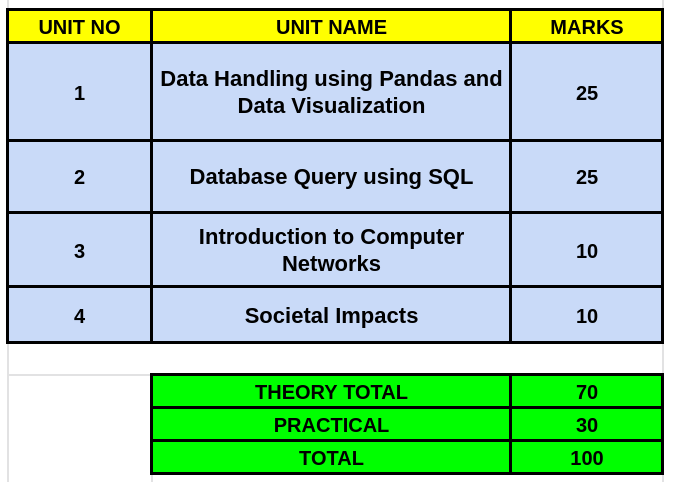 UNIT NO UNIT NAME MARKS
1 Data Handling using Pandas and 25
Data Visualization
2 Database Query using SQL 25
3 Introduction to Computer 10
Networks
4 Societal Impacts 10
THEORY TOTAL 70
PRACTICAL 30
TOTAL 100